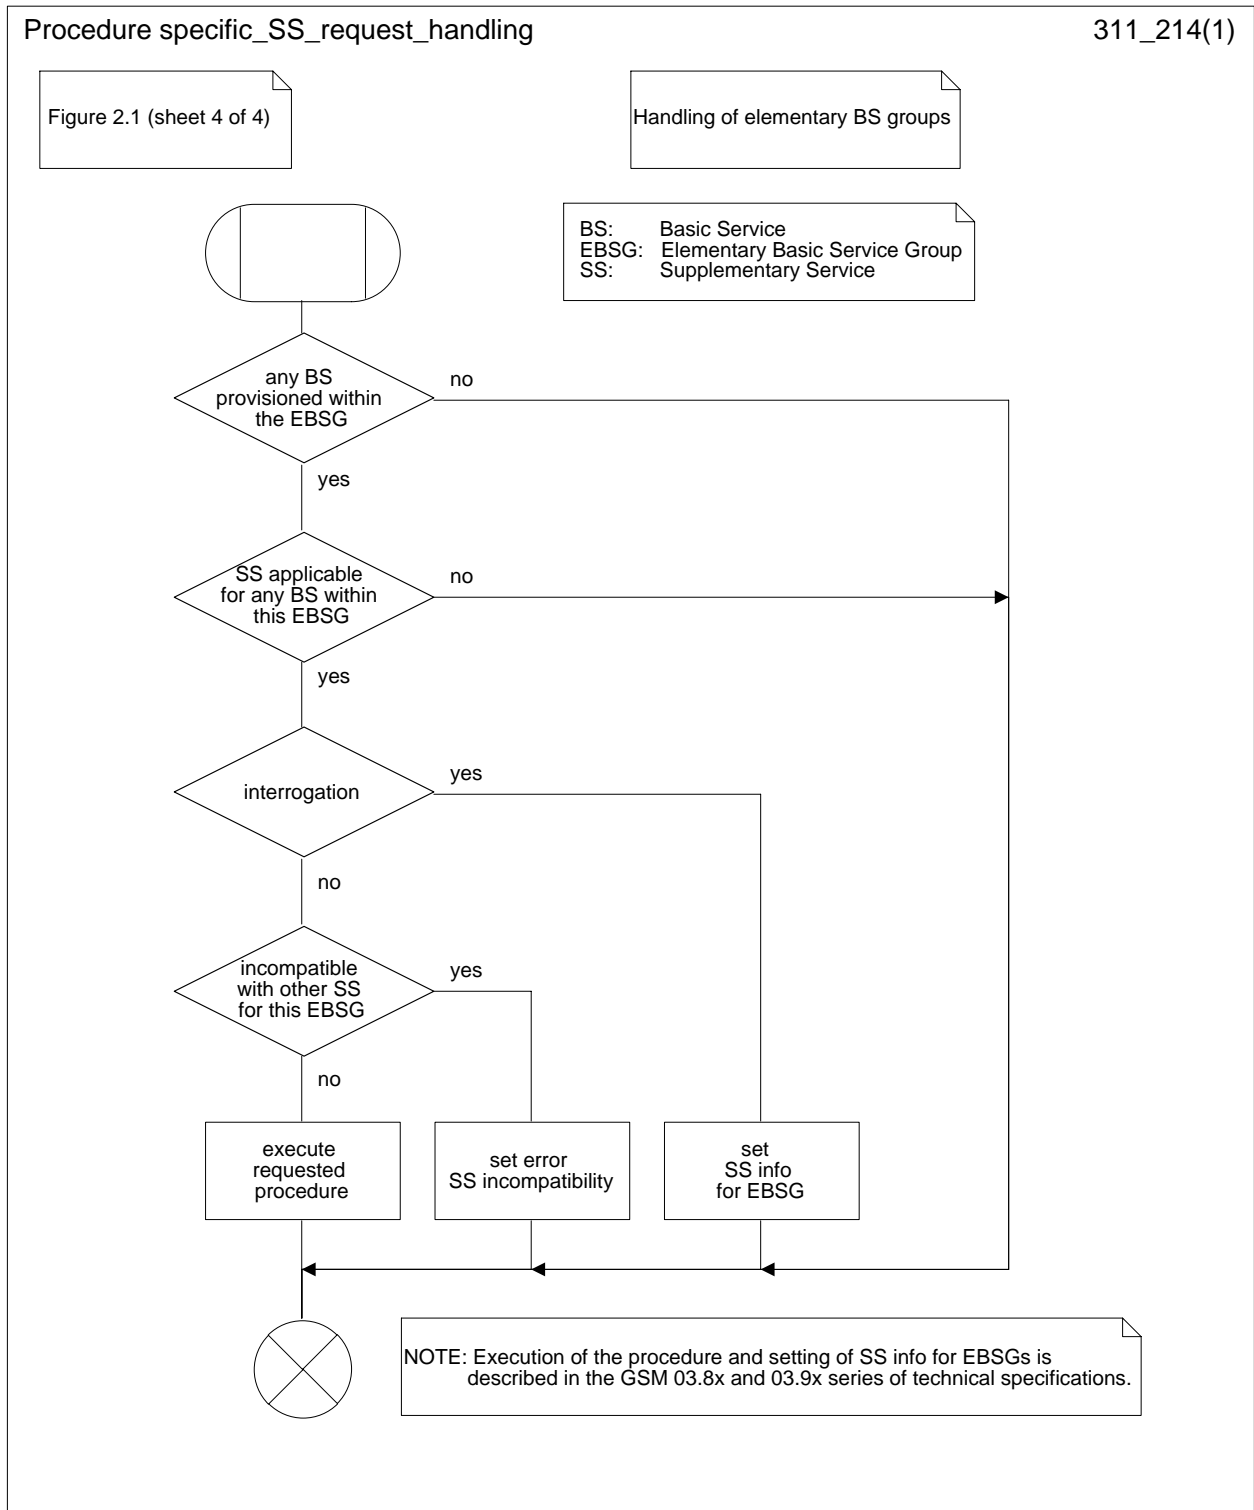 Procedure specific_SS_request_handling
311_214(1)
Figure 2.1 (sheet 4 of 4)
Handling of elementary BS groups
BS: Basic Service
EBSG: Elementary Basic Service Group
SS: Supplementary Service
any BS
provisioned within
the EBSG
no
yes
SS applicable
for any BS within
this EBSG
no
yes
interrogation
yes
no
incompatible
with other SS
for this EBSG
yes
no
execute
requested
procedure
set error
SS incompatibility
set
SS info
for EBSG
NOTE: Execution of the procedure and setting of SS info for EBSGs is
described in the GSM 03.8x and 03.9x series of technical specifications.